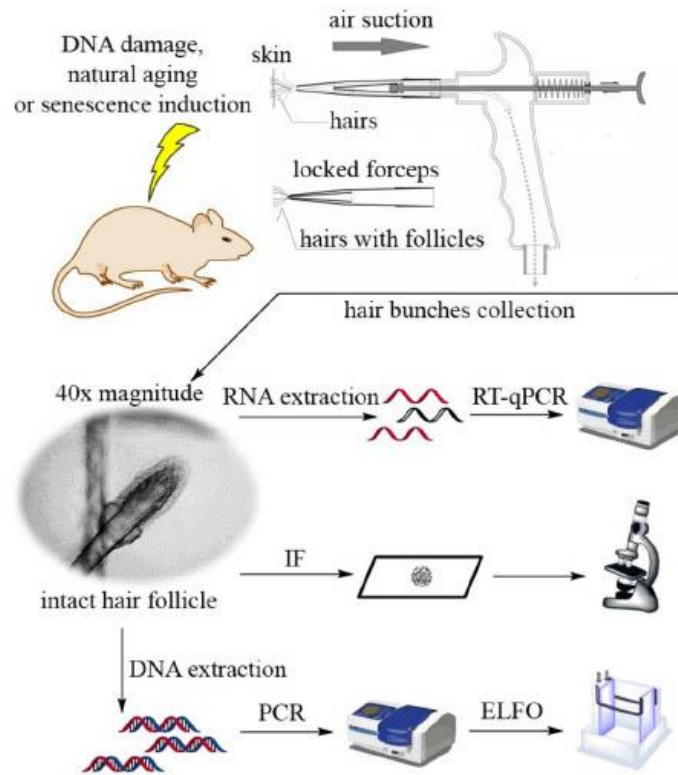 DNA damage,
natural aging
or senescence induction
air suction
skin
hairs
locked forceps
hairs with follicles
hair bunches collection
40x magnitude
RNA extraction
RT-qPCR
IF
intact hair follicle
DNA extraction
PCR
ELFO